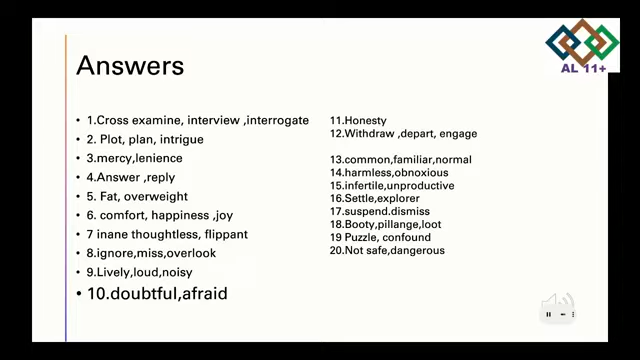 Answers
AL 11+
1.Cross examine, interview ,interrogate
2. Plot, plan, intrigue
3.mercy,lenience
4.Answer ,reply
5. Fat, overweight
6. comfort, happiness ,joy
7 inane thoughtless, flippant
8.ignore,miss,overlook
9.Lively,loud,noisy
10.doubtful,afraid
11.Honesty
12.Withdraw ,depart, engage
13.common,familiar,normal
14.harmless,obnoxious
15.infertile,unproductive
16.Settle,explorer
17.suspend.dismiss
18.Booty,pillange,loot
19 Puzzle, confound
20.Not safe,dangerous